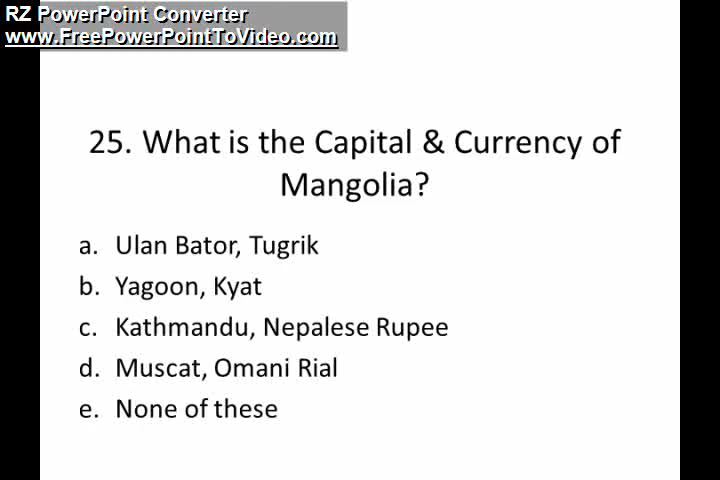 RZ PowerPoint Converter
www.FreePowerPointToVideo.com
25. What is the Capital & Currency of
Mangolia?
a. Ulan Bator, Tugrik
b. Yagoon, Kyat
c. Kathmandu, Nepalese Rupee
d. Muscat, Omani Rial
e. None of these